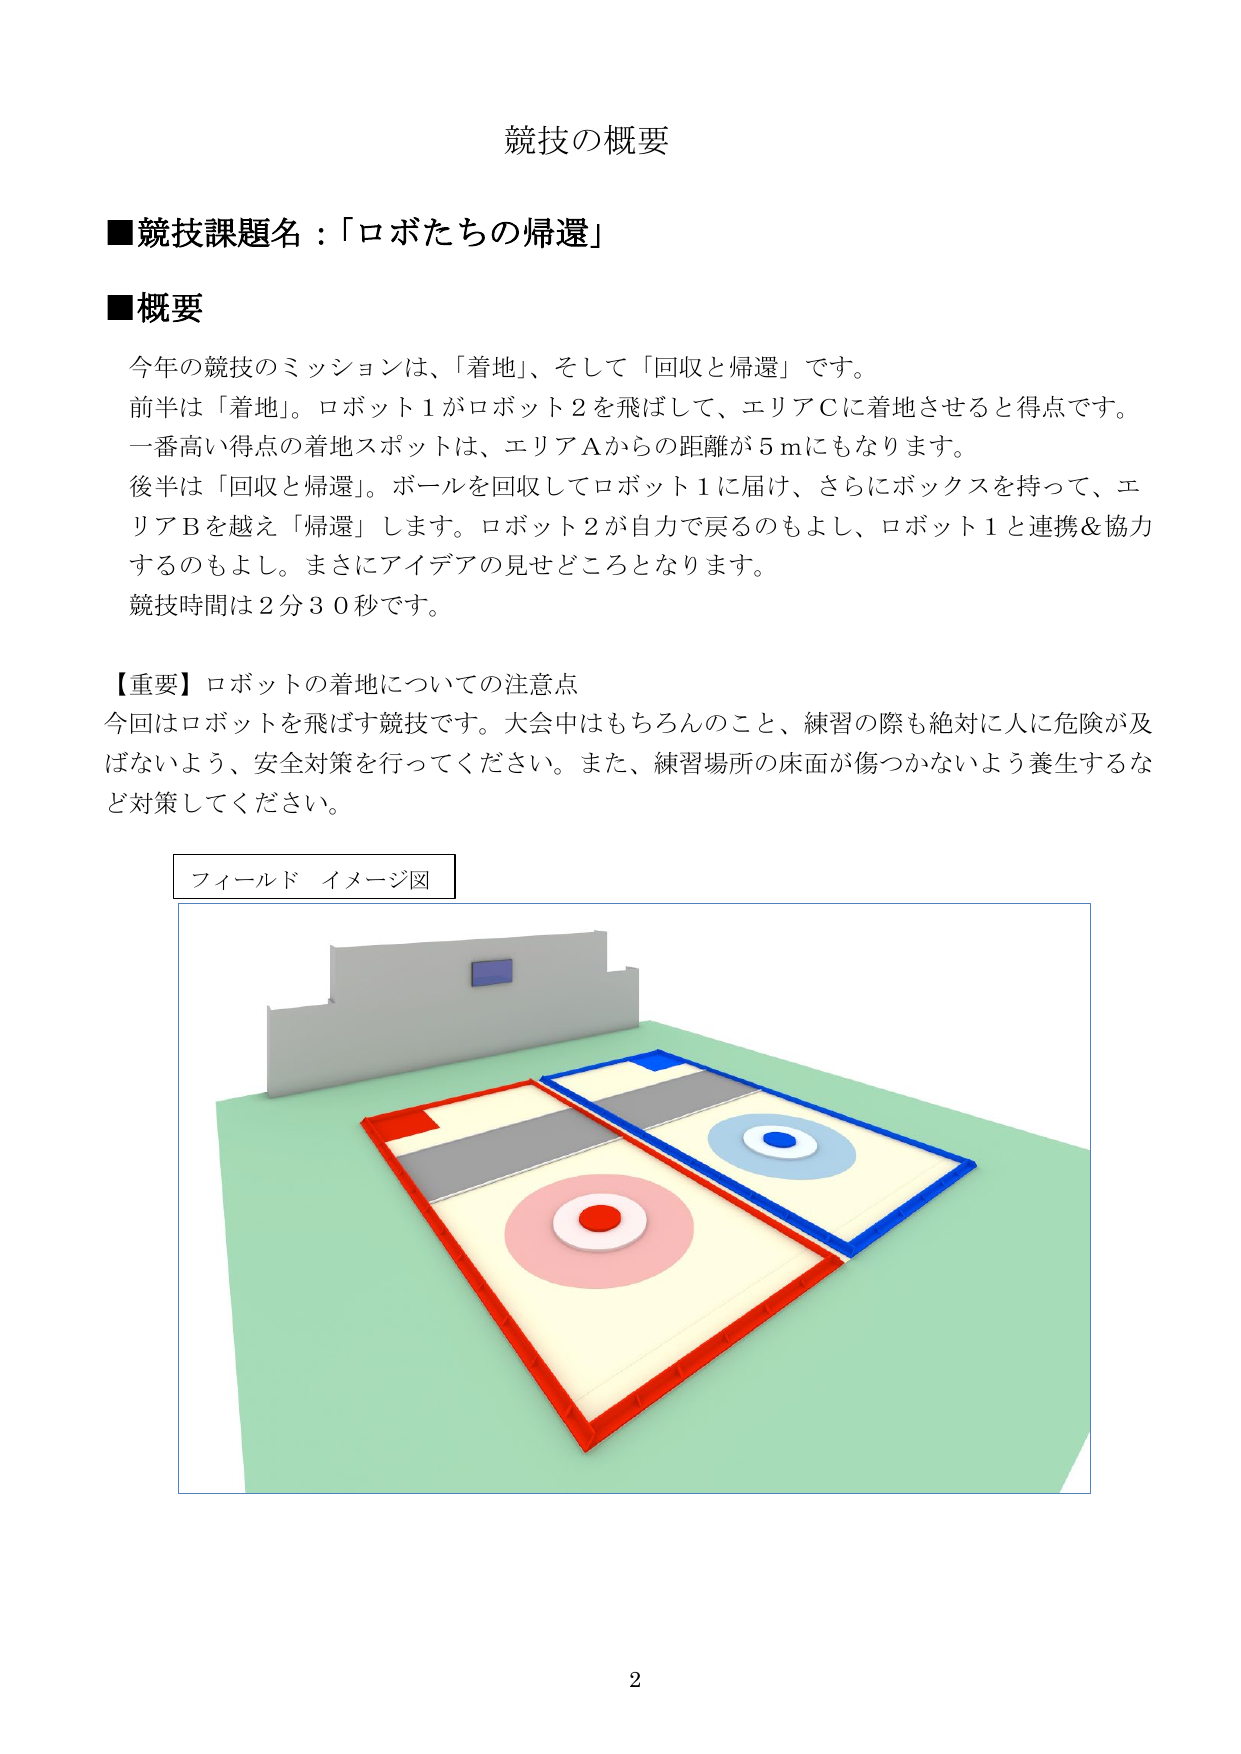 競技の概要
■競技課題名：「ロボたちの帰還」
■概要
今年の競技のミッションは、「着地」、そして「回収と帰還」です。
前半は「着地」。ロボット１がロボット２を飛ばして、エリアＣに着地させると得点です。
一番高い得点の着地スポットは、エリアＡからの距離が５ｍにもなります。
後半は「回収と帰還」。ボールを回収してロボット１に届け、さらにボックスを持って、エ
リアＢを越え「帰還」します。ロボット２が自力で戻るのもよし、ロボット１と連携＆協力
するのもよし。まさにアイデアの見せどころとなります。
競技時間は２分３０秒です。
【重要】ロボットの着地についての注意点
今回はロボットを飛ばす競技です。大会中はもちろんのこと、練習の際も絶対に人に危険が及
ばないよう、安全対策を行ってください。また、練習場所の床面が傷つかないよう養生するな
ど対策してください。
フィールド　イメージ図
2